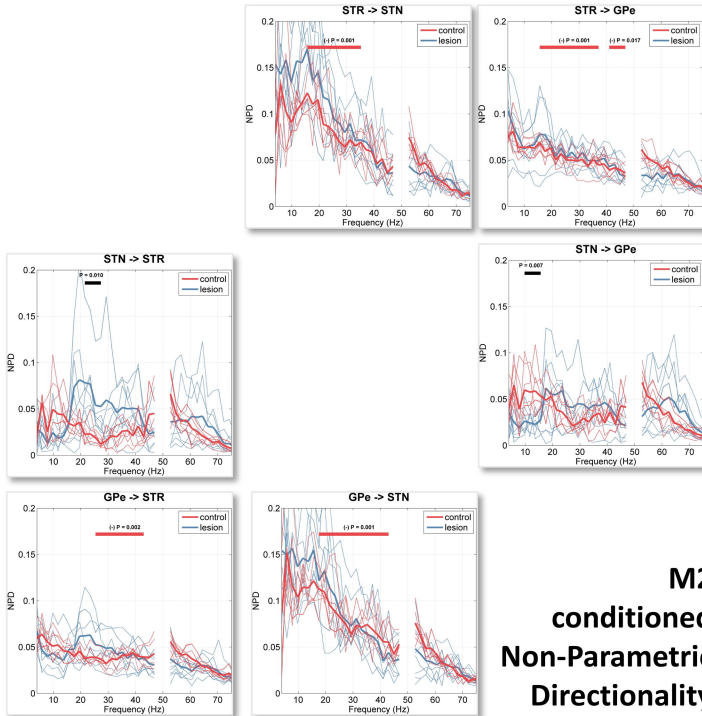 STR -> STN
NPD
0.2
0.15
0.1
0.05
0
(-) P = 0.001
control
lesion
10 20 30 40 50 60 70
Frequency (Hz)
STR -> GPe
NPD
0.2
0.15
0.1
0.05
0
(-) P = 0.001
(-) P = 0.017
control
lesion
10 20 30 40 50 60 70
Frequency (Hz)
STN -> STR
NPD
0.2
0.15
0.1
0.05
0
P = 0.010
control
lesion
10 20 30 40 50 60 70
Frequency (Hz)
STN -> GPe
NPD
0.2
0.15
0.1
0.05
0
P = 0.007
control
lesion
10 20 30 40 50 60 70
Frequency (Hz)
GPe -> STR
NPD
0.2
0.15
0.1
0.05
0
(-) P = 0.002
control
lesion
10 20 30 40 50 60 70
Frequency (Hz)
GPe -> STN
NPD
0.2
0.15
0.1
0.05
0
(-) P = 0.001
control
lesion
10 20 30 40 50 60 70
Frequency (Hz)
M2
conditioned
Non-Parametric
Directionality